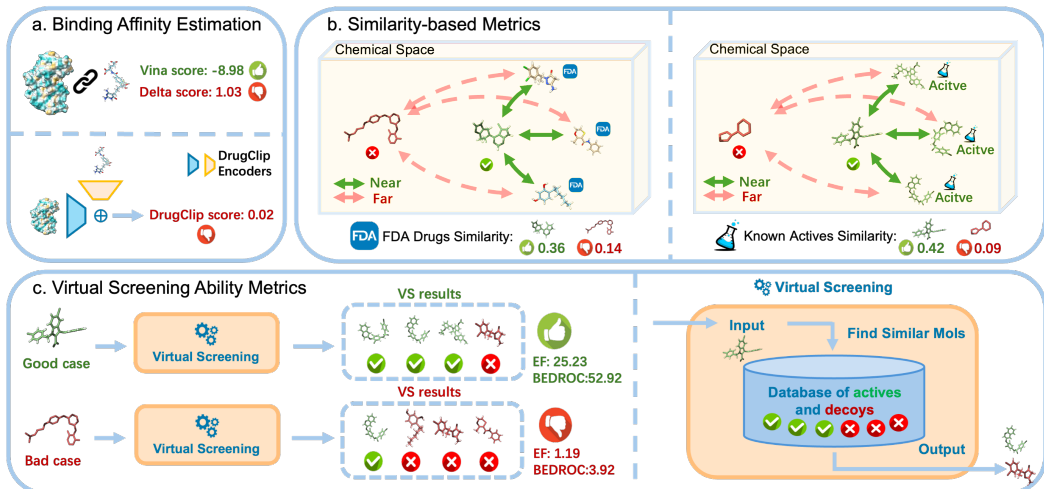 a. Binding Affinity Estimation
Vina score: -8.98
Delta score: 1.03
DrugClip
Encoders
DrugClip score: 0.02
b. Similarity-based Metrics
Chemical Space
FDA
FDA
FDA
Near
Far
FDA
FDA Drugs Similarity:
0.36
0.14
Chemical Space
Acitve
Acitve
Acitve
Near
Far
Known Actives Similarity:
0.42
0.09
c. Virtual Screening Ability Metrics
VS results
Good case
Virtual Screening
EF: 25.23
BEDROC:52.92
VS results
Bad case
Virtual Screening
EF: 1.19
BEDROC:3.92
Virtual Screening
Input
Find Similar Mols
Database of actives
and decoys
Output